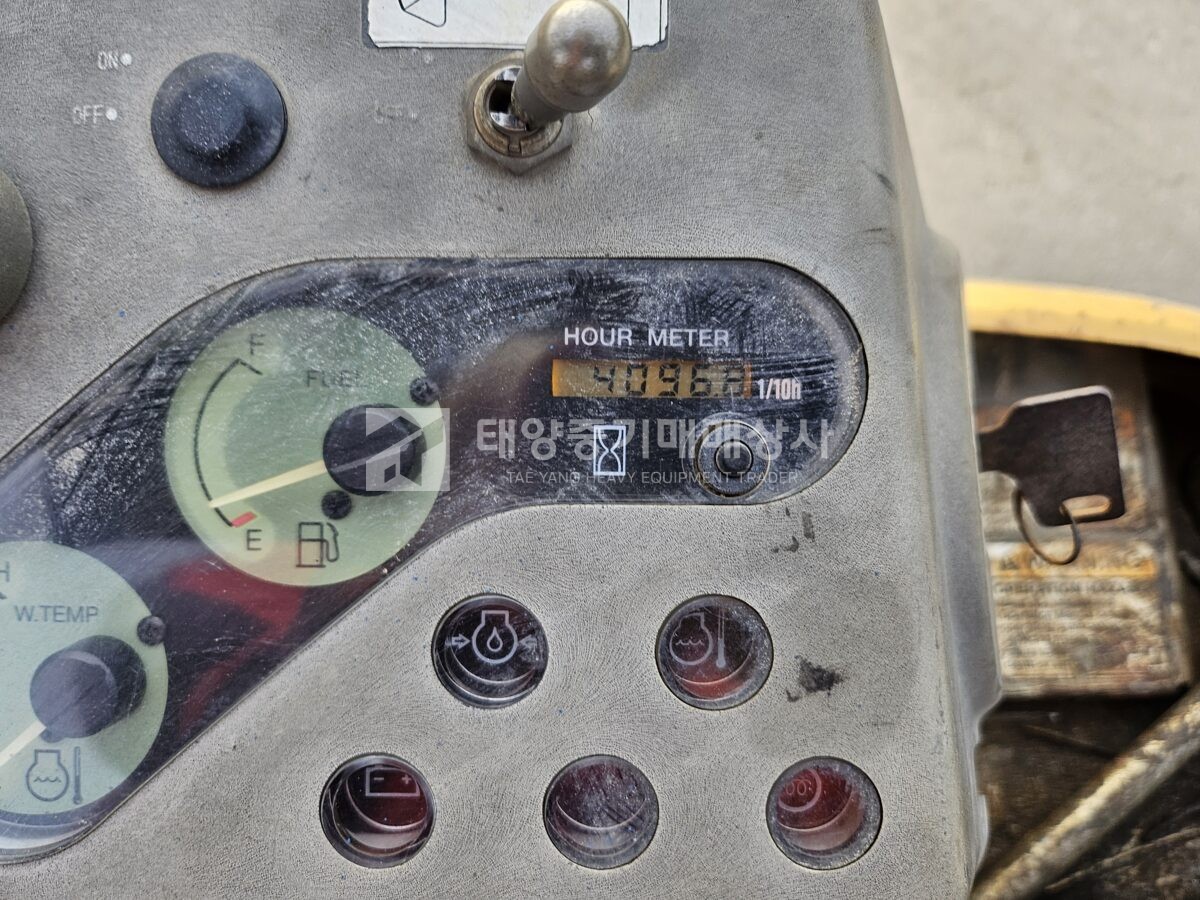 ON
OFF
HOUR METER
1/10h
F
FUEL
E
태양중기매매상사
TAE YANG HEAVY EQUIPMENT TRADER
H
W.TEMP